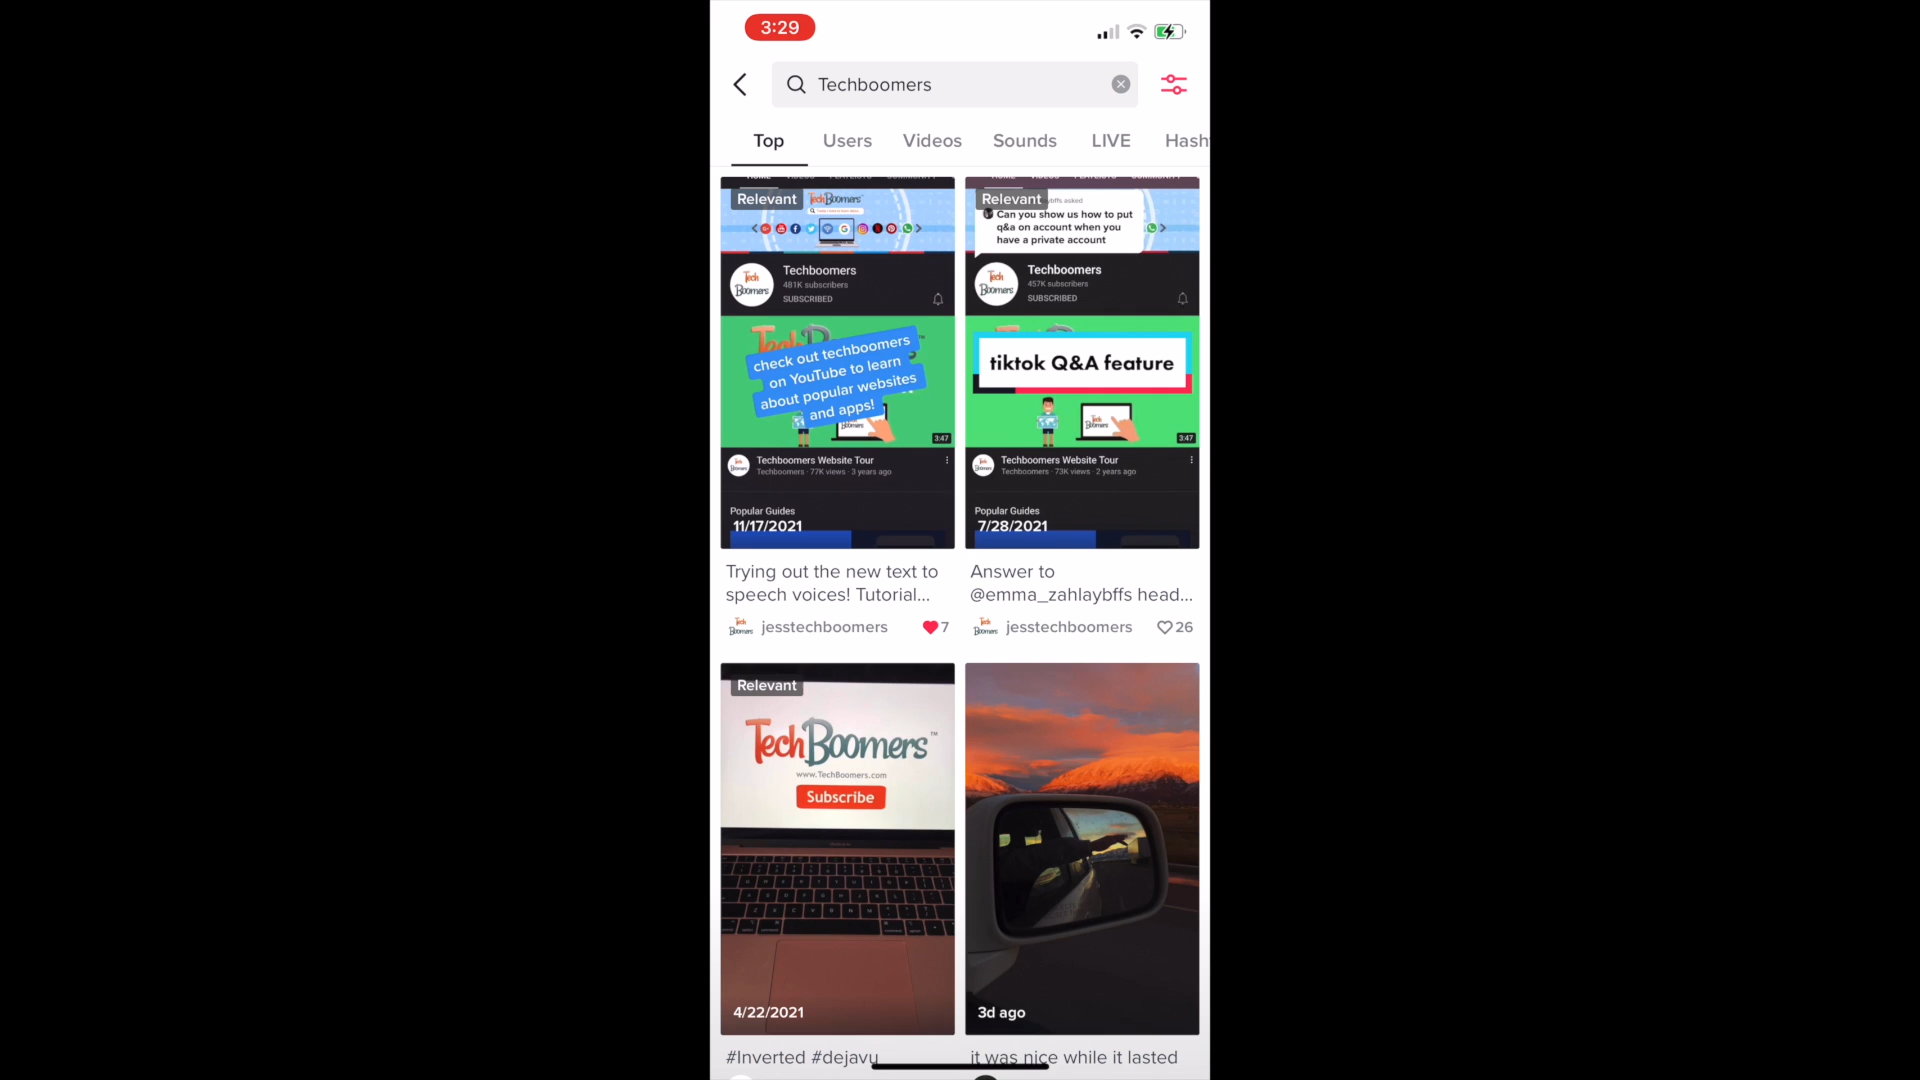 3:29
Techboomers
Top Users Videos Sounds LIVE Hash
Relevant
TechBoomers
Techboomers
481K subscribers
SUBSCRIBED
Tech Boomers
check out techboomers
on YouTube to learn
about popular websites
and apps!
3:47
Techboomers Website Tour
Techboomers · 77K views · 3 years ago
Popular Guides
11/17/2021
Trying out the new text to
speech voices! Tutorial...
jesstechboomers 7
Relevant
asked
Can you show us how to put
q&a on account when you
have a private account
Techboomers
457K subscribers
SUBSCRIBED
Tech Boomers
tiktok Q&A feature
3:47
Techboomers Website Tour
Techboomers · 73K views · 2 years ago
Popular Guides
7/28/2021
Answer to
@emma_zahlaybffs head...
jesstechboomers 26
Relevant
TechBoomers™
www.TechBoomers.com
Subscribe
4/22/2021
#Inverted #dejavu
3d ago
it was nice while it lasted